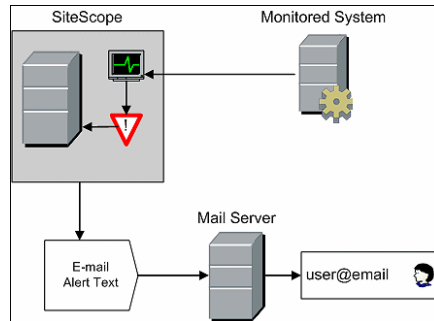 SiteScope
Monitored System
!
Mail Server
E-mail
Alert Text
user@email